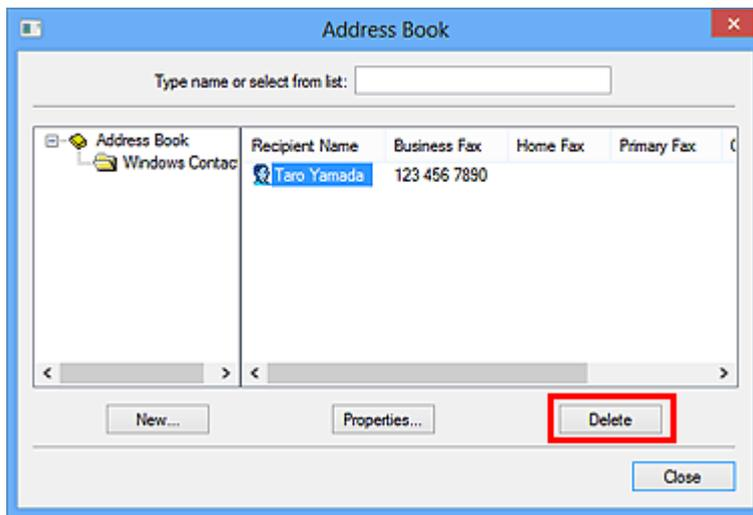 Address Book
Type name or select from list:
Address Book
Windows Contac
Recipient Name Business Fax Home Fax Primary Fax
Taro Yamada 123 456 7890
New... Properties... Delete
Close